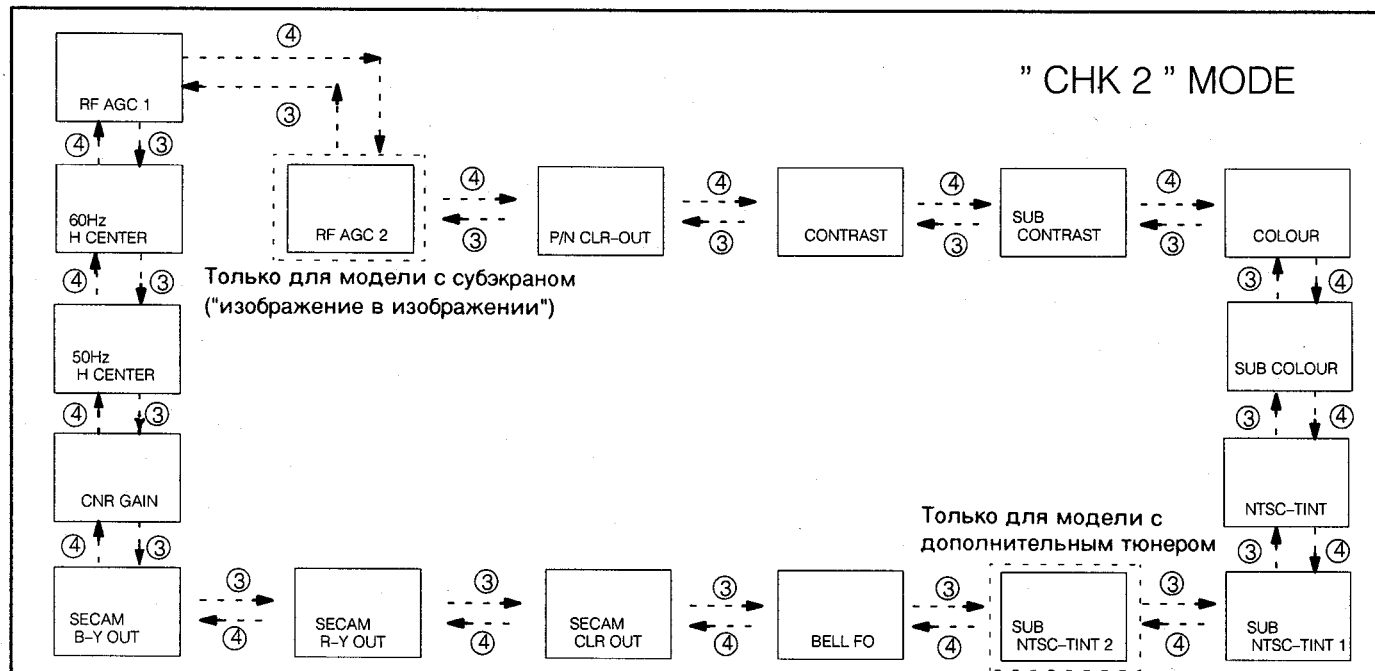 " CHK 2 " MODE
④
③
RF AGC 1
④ ③
60Hz
H CENTER
④ ③
50Hz
H CENTER
④ ③
CNR GAIN
④ ③
SECAM
B-Y OUT
RF AGC 2
Только для модели с субэкраном
("изображение в изображении")
④
③
P/N CLR-OUT
④
③
CONTRAST
④
③
SUB
CONTRAST
④
③
COLOUR
③ ④
SUB COLOUR
③ ④
NTSC-TINT
③ ④
SUB
NTSC-TINT 1
③
④
SECAM
R-Y OUT
③
④
SECAM
CLR OUT
③
④
BELL FO
③
④
Только для модели с
дополнительным тюнером
SUB
NTSC-TINT 2
③
④